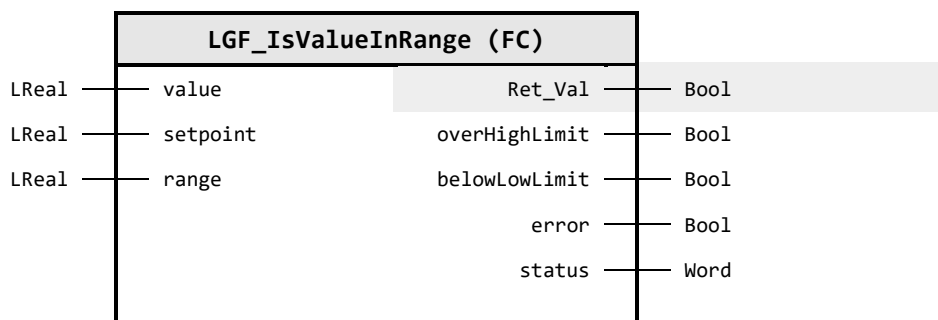 LGF_IsValueInRange (FC)
LReal value Ret_Val Bool
LReal setpoint overHighLimit Bool
LReal range belowLowLimit Bool
error Bool
status Word